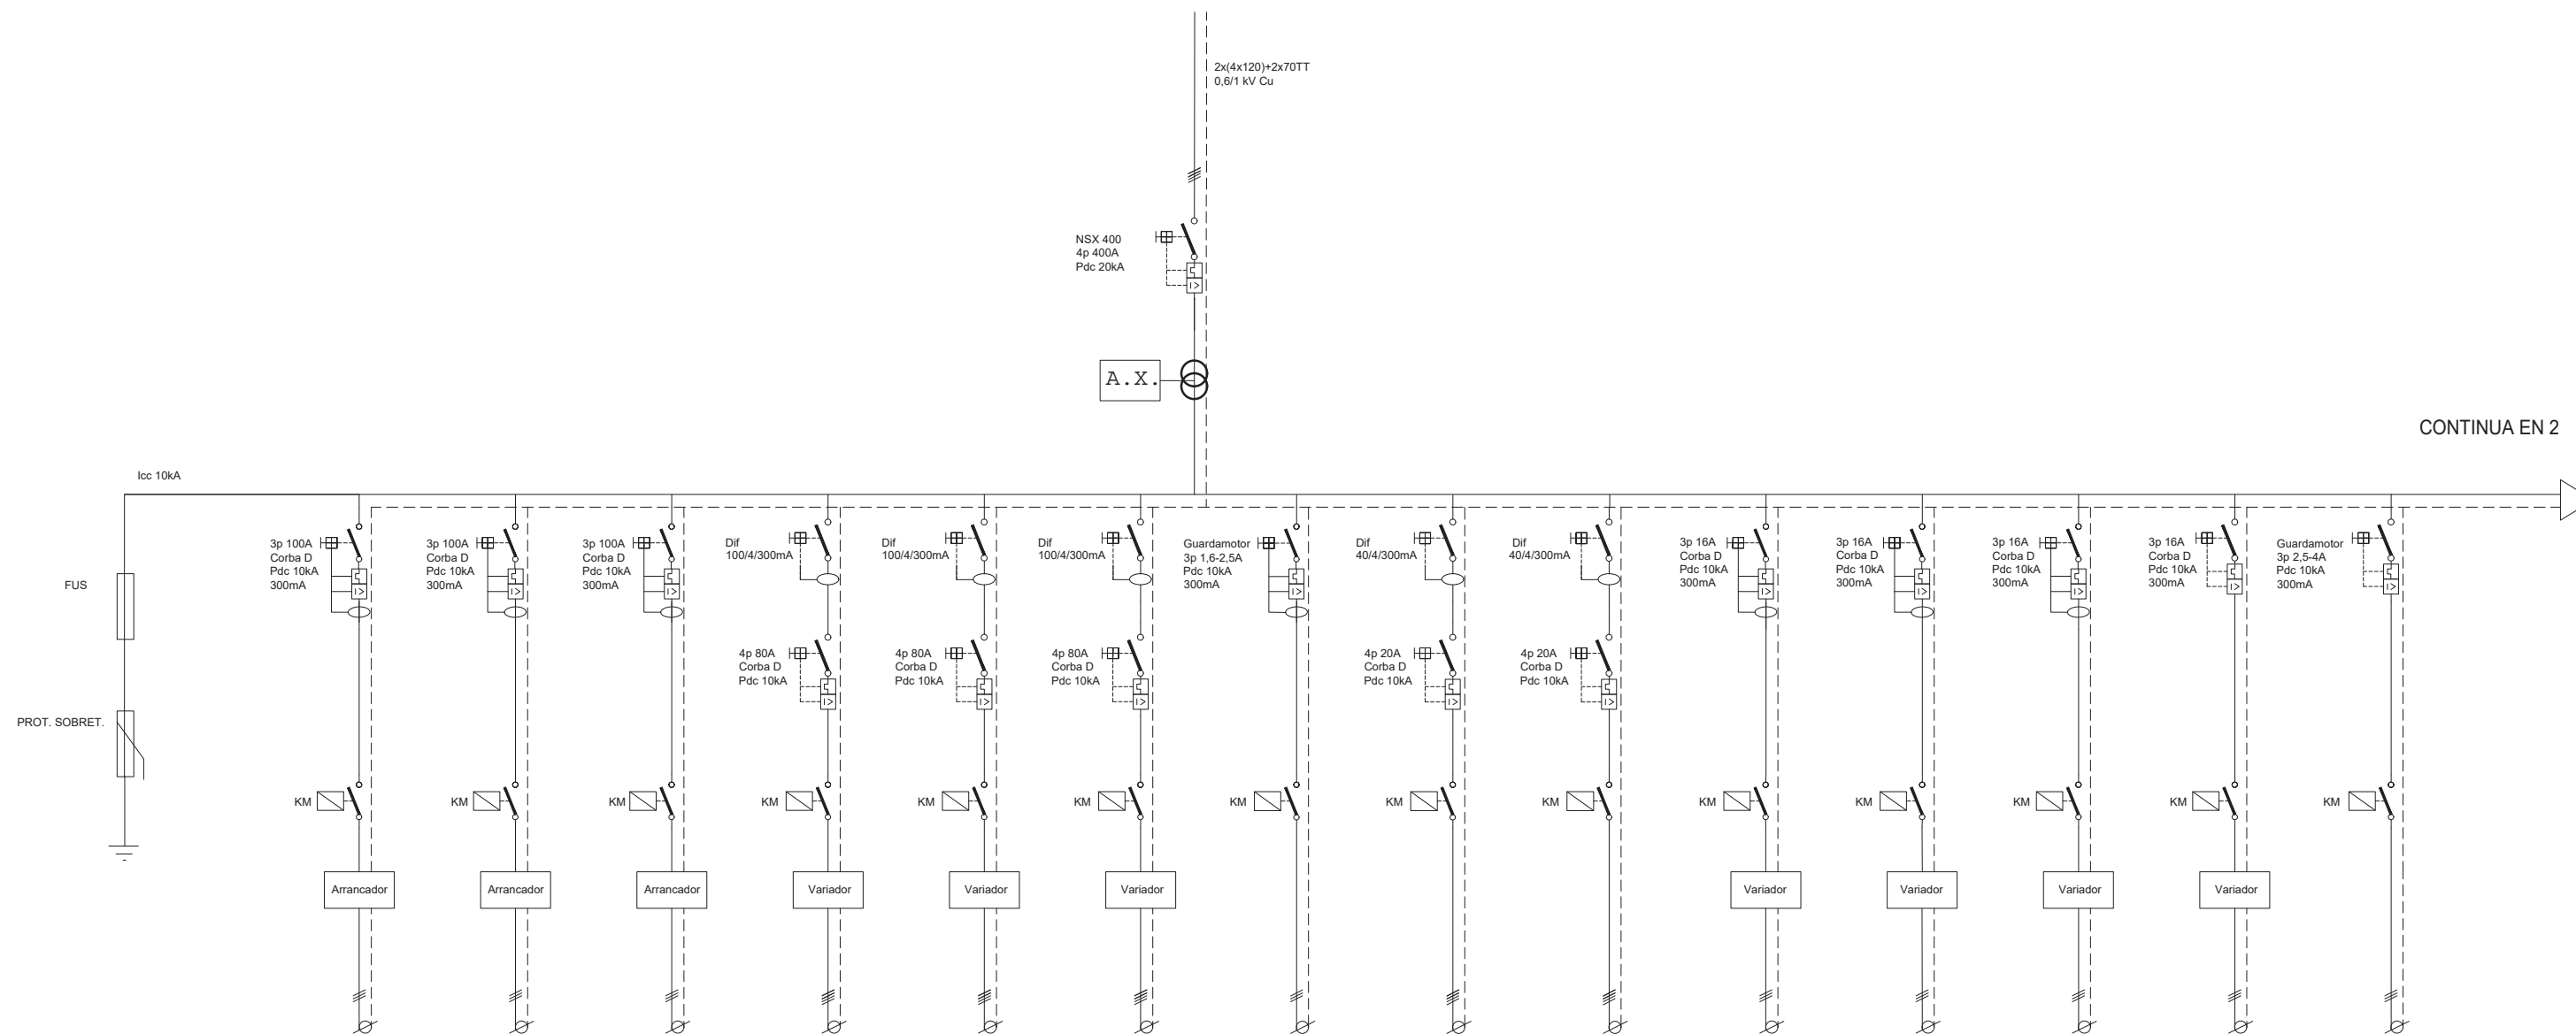 2x(4x120)+2x70TT
0,6/1 kV Cu
NSX 400
4p 400A
Pdc 20kA
A.X.
CONTINUA EN 2
Icc 10kA
FUS
PROT. SOBRET.
3p 100A
Corba D
Pdc 10kA
300mA
3p 100A
Corba D
Pdc 10kA
300mA
3p 100A
Corba D
Pdc 10kA
300mA
Dif
100/4/300mA
Dif
100/4/300mA
Dif
100/4/300mA
Guardamotor
3p 1,6-2,5A
Pdc 10kA
300mA
Dif
40/4/300mA
Dif
40/4/300mA
3p 16A
Corba D
Pdc 10kA
300mA
3p 16A
Corba D
Pdc 10kA
300mA
3p 16A
Corba D
Pdc 10kA
300mA
3p 16A
Corba D
Pdc 10kA
300mA
Guardamotor
3p 2,5-4A
Pdc 10kA
300mA
I>
I>
I>
I>
I>
I>
I>
I>
I>
4p 80A
Corba D
Pdc 10kA
4p 80A
Corba D
Pdc 10kA
4p 80A
Corba D
Pdc 10kA
4p 20A
Corba D
Pdc 10kA
4p 20A
Corba D
Pdc 10kA
I>
I>
I>
I>
I>
I>
KM
KM
KM
KM
KM
KM
KM
KM
KM
KM
KM
KM
KM
KM
Arrancador
Arrancador
Arrancador
Variador
Variador
Variador
Variador
Variador
Variador
Variador